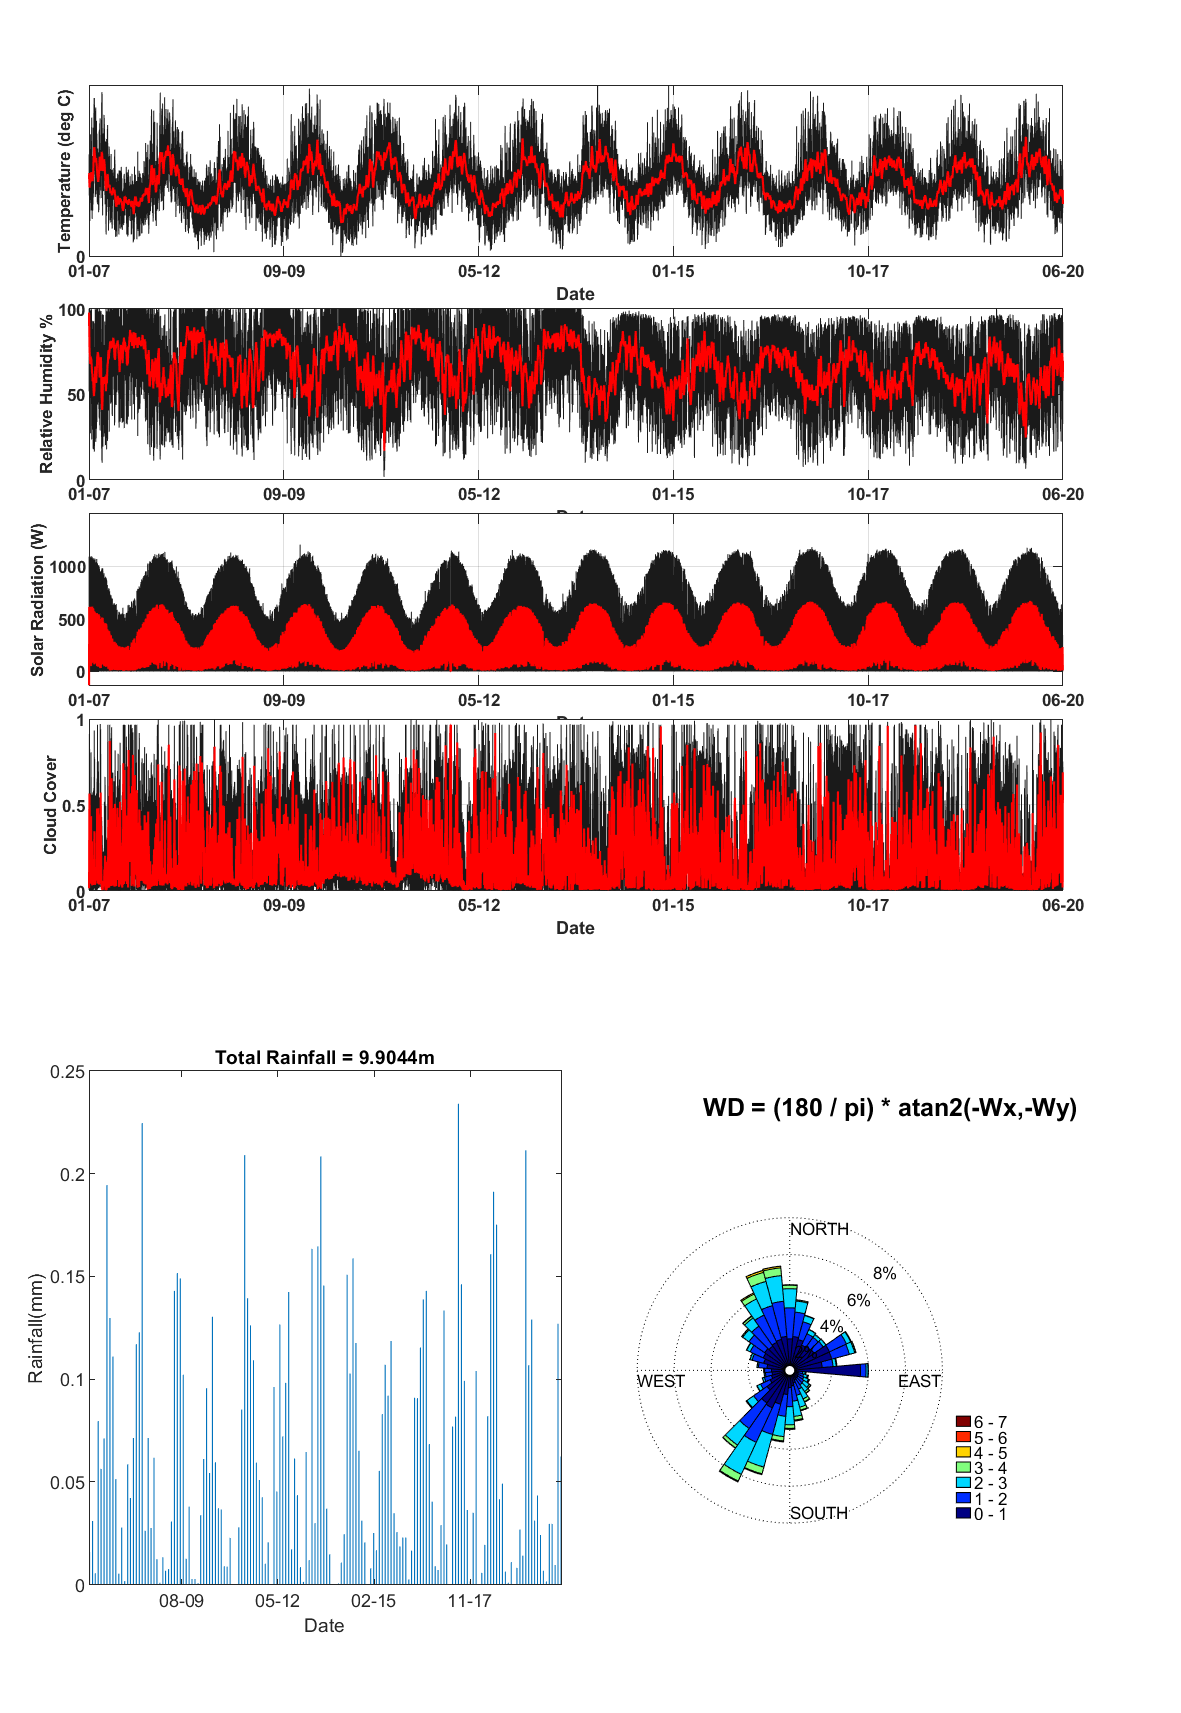 Temperature (deg C)
0
01-07 09-09 05-12 01-15 10-17 06-20
Date
Relative Humidity %
100
50
0
01-07 09-09 05-12 01-15 10-17 06-20
Solar Radiation (W)
1000
500
0
01-07 09-09 05-12 01-15 10-17 06-20
Cloud Cover
1
0.5
0
01-07 09-09 05-12 01-15 10-17 06-20
Date
Total Rainfall = 9.9044m
Rainfall(mm)
0.25
0.2
0.15
0.1
0.05
0
08-09 05-12 02-15 11-17
Date
WD = (180 / pi) * atan2(-Wx,-Wy)
NORTH
8%
6%
4%
WEST EAST
SOUTH
6 - 7
5 - 6
4 - 5
3 - 4
2 - 3
1 - 2
0 - 1